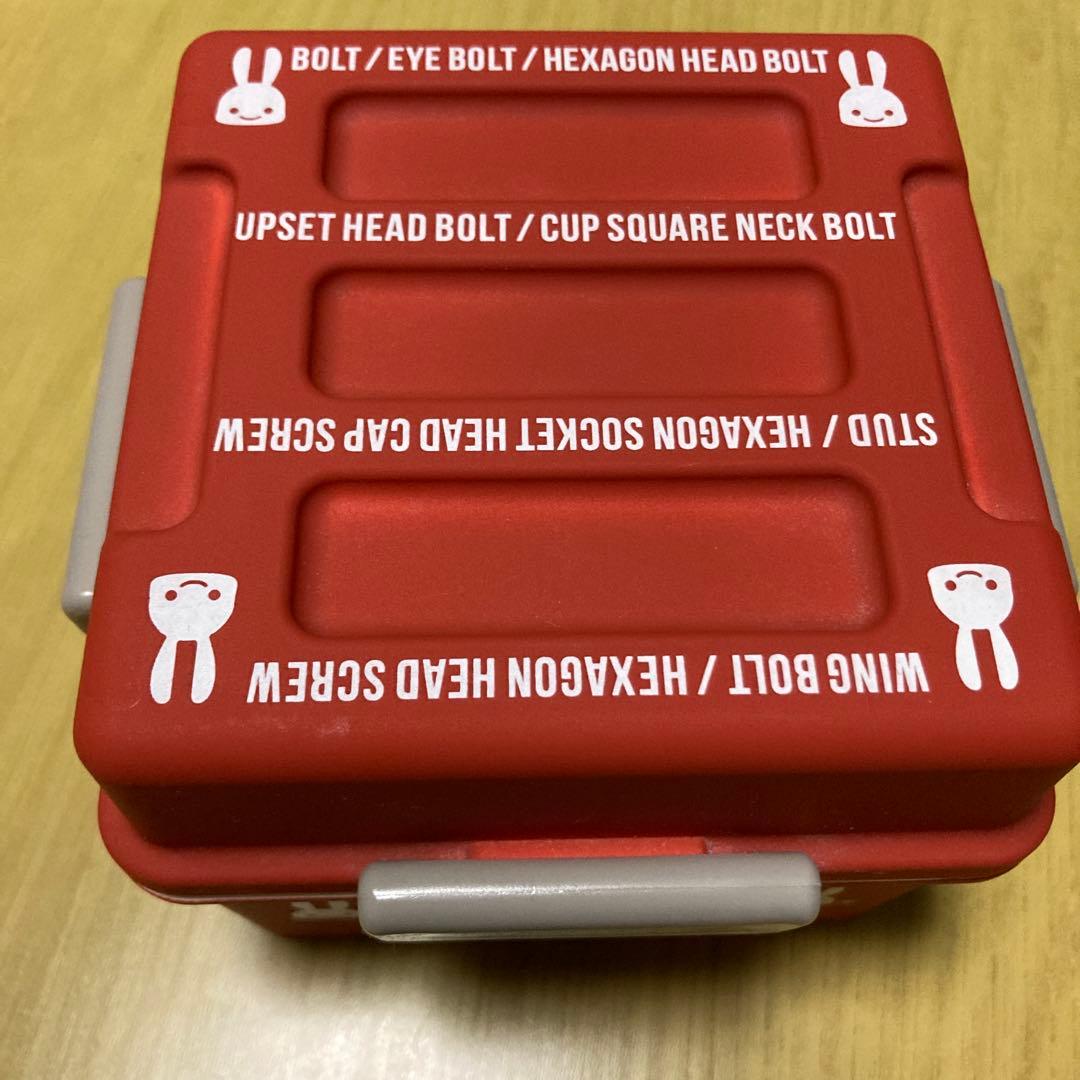 BOLT / EYE BOLT / HEXAGON HEAD BOLT
UPSET HEAD BOLT / CUP SQUARE NECK BOLT
STUD / HEXAGON SOCKET HEAD CAP SCREW
WING BOLT / HEXAGON HEAD SCREW